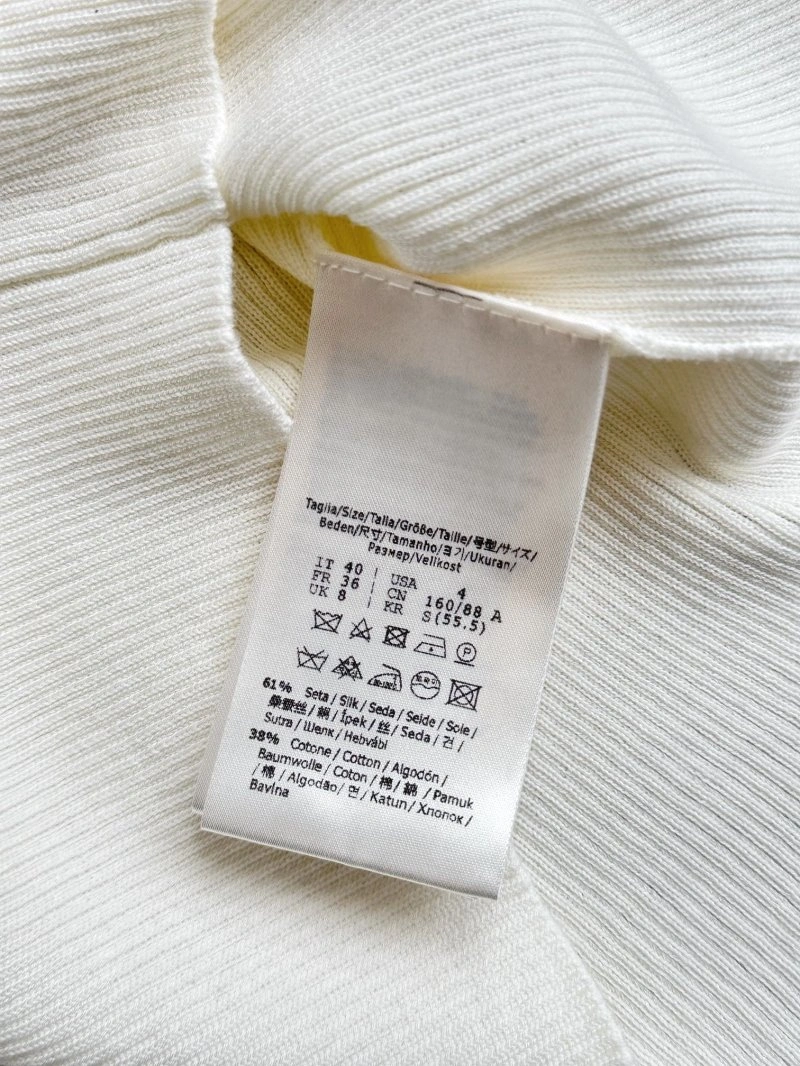 Taglia/Size/Talla/Größe/Taille/号型/サイズ/
Beden/尺寸/Tamanho/크기/Ukuran/
Размер/Velikost
IT 40 | USA 4
FR 36 | CN 160/88 A
UK 8 | KR S(55.5)
P
61% Seta / Silk / Seda / Seide / Soie /
桑蚕丝 / 絹 / İpek / 丝 / Seda / 견 /
Sutra / Шелк / Hebvábí
38% Cotone / Cotton / Algodón /
Baumwolle / Coton / 棉 / 綿 / Pamuk
/ 棉 / Algodão / 면 / Katun / Хлопок /
Bavlna